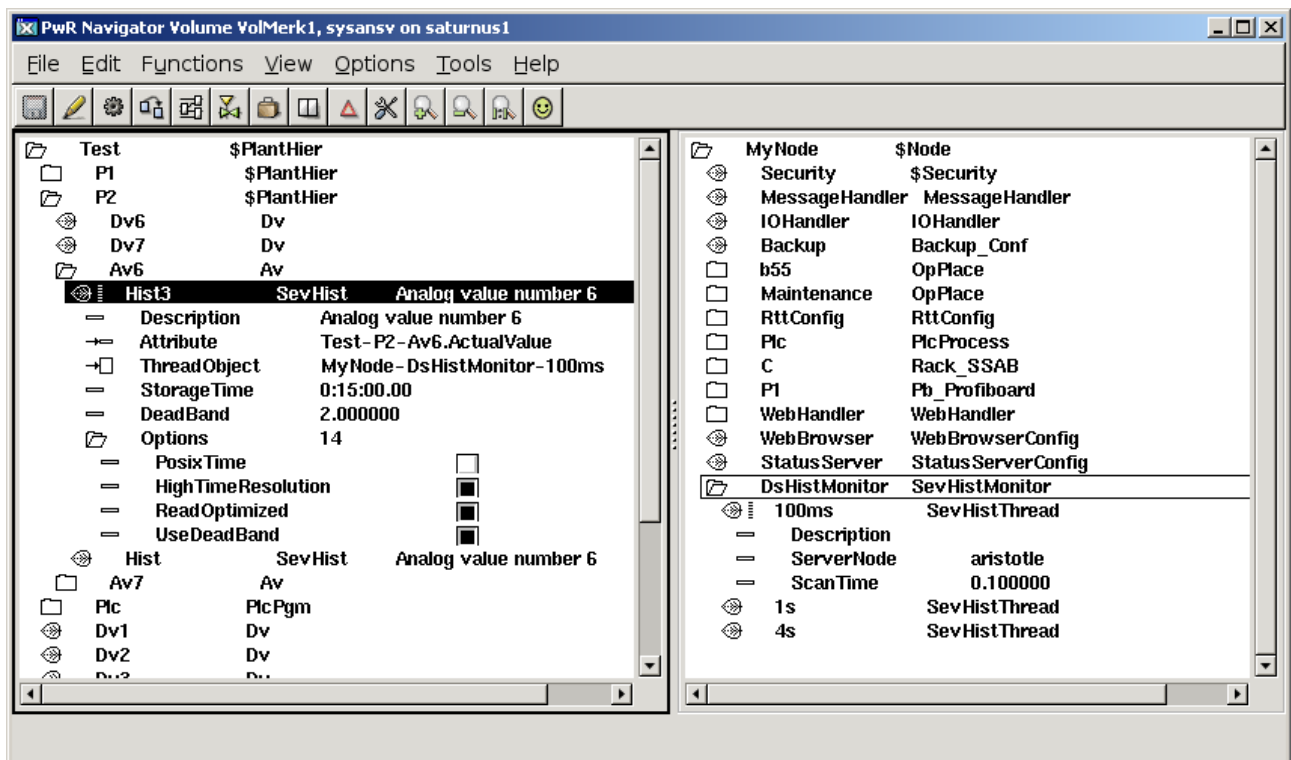 PwR Navigator Volume VolMerk1, sysansv on saturnus1
File Edit Functions View Options Tools Help
Test $PlantHier
P1 $PlantHier
P2 $PlantHier
Dv6 Dv
Dv7 Dv
Av6 Av
Hist3 SevHist Analog value number 6
Description Analog value number 6
Attribute Test-P2-Av6.ActualValue
ThreadObject MyNode-DsHistMonitor-100ms
StorageTime 0:15:00.00
DeadBand 2.000000
Options 14
PosixTime
HighTimeResolution
ReadOptimized
UseDeadBand
Hist SevHist Analog value number 6
Av7 Av
Plc PlcPgm
Dv1 Dv
Dv2 Dv
MyNode $Node
Security $Security
MessageHandler MessageHandler
IOHandler IOHandler
Backup Backup_Conf
b55 OpPlace
Maintenance OpPlace
RttConfig RttConfig
Plc PlcProcess
C Rack_SSAB
P1 Pb_Profiboard
WebHandler WebHandler
WebBrowser WebBrowserConfig
StatusServer StatusServerConfig
DsHistMonitor SevHistMonitor
100ms SevHistThread
Description
ServerNode aristotle
ScanTime 0.100000
1s SevHistThread
4s SevHistThread